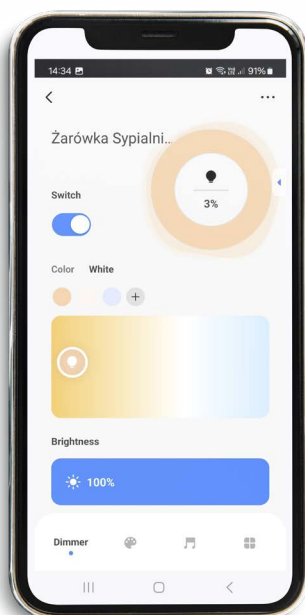 14:34 91%
Żarówka Sypialni...
3%
Switch
Color White
Brightness
100%
Dimmer